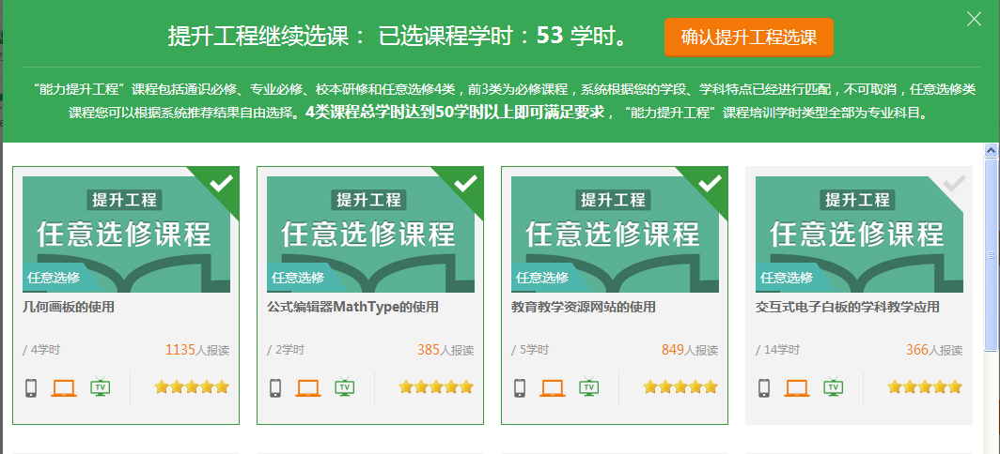 提升工程继续选课： 已选课程学时：53 学时。
确认提升工程选课
“能力提升工程”课程包括通识必修、专业必修、校本研修和任意选修4类，前3类为必修课程，系统根据您的学段、学科特点已经进行匹配，不可取消，任意选修类
课程您可以根据系统推荐结果自由选择。4类课程总学时达到50学时以上即可满足要求，“能力提升工程”课程培训学时类型全部为专业科目。
提升工程
任意选修课程
任意选修
几何画板的使用
/ 4学时
1135人报读
TV
提升工程
任意选修课程
任意选修
公式编辑器MathType的使用
/ 2学时
385人报读
TV
提升工程
任意选修课程
任意选修
教育教学资源网站的使用
/ 5学时
849人报读
TV
提升工程
任意选修课程
任意选修
交互式电子白板的学科教学应用
/ 14学时
366人报读
TV